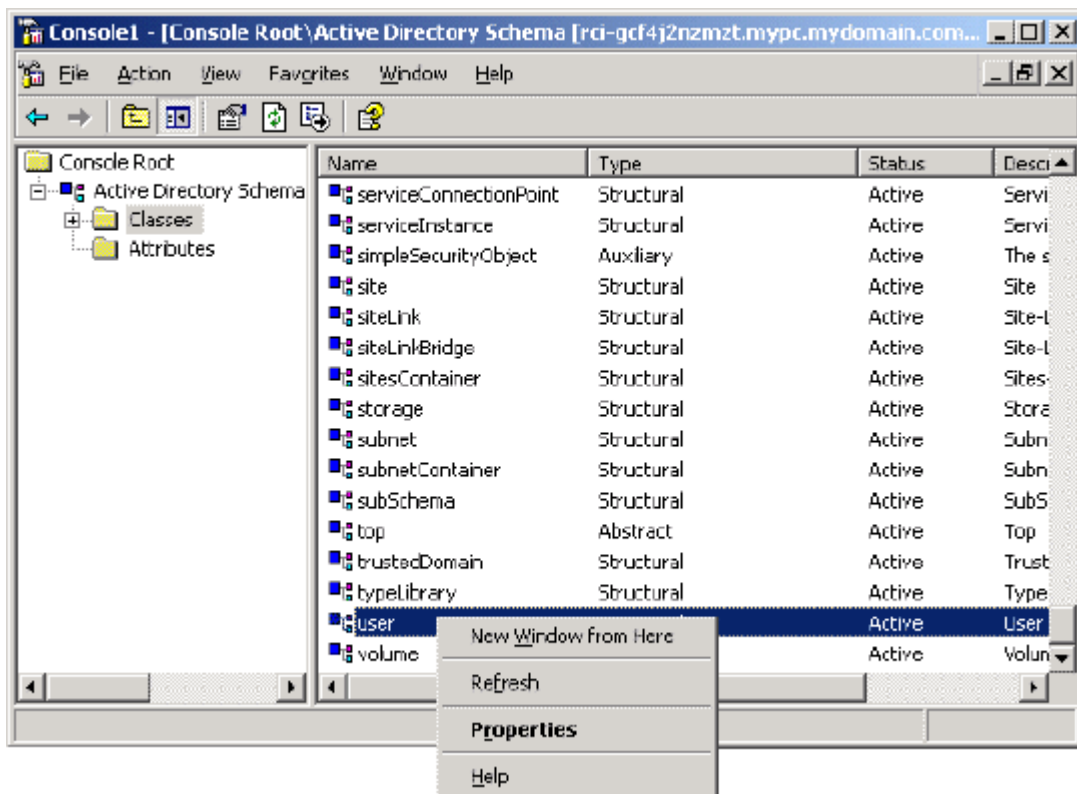 Console1 - [Console Root\Active Directory Schema [rci-gcf4j2nzmzt.mypc.mydomain.com...
File Action View Favorites Window Help
Console Root
Active Directory Schema
Classes
Attributes
Name Type Status Descr
serviceConnectionPoint Structural Active Servi
serviceInstance Structural Active Servi
simpleSecurityObject Auxiliary Active The s
site Structural Active Site
siteLink Structural Active Site-L
siteLinkBridge Structural Active Site-L
sitesContainer Structural Active Sites-
storage Structural Active Stora
subnet Structural Active Subn
subnetContainer Structural Active Subn
subSchema Structural Active SubS
top Abstract Active Top
trustedDomain Structural Active Trust
typeLibrary Structural Active Type
user Active User
volume Active Volun
New Window from Here
Refresh
Properties
Help